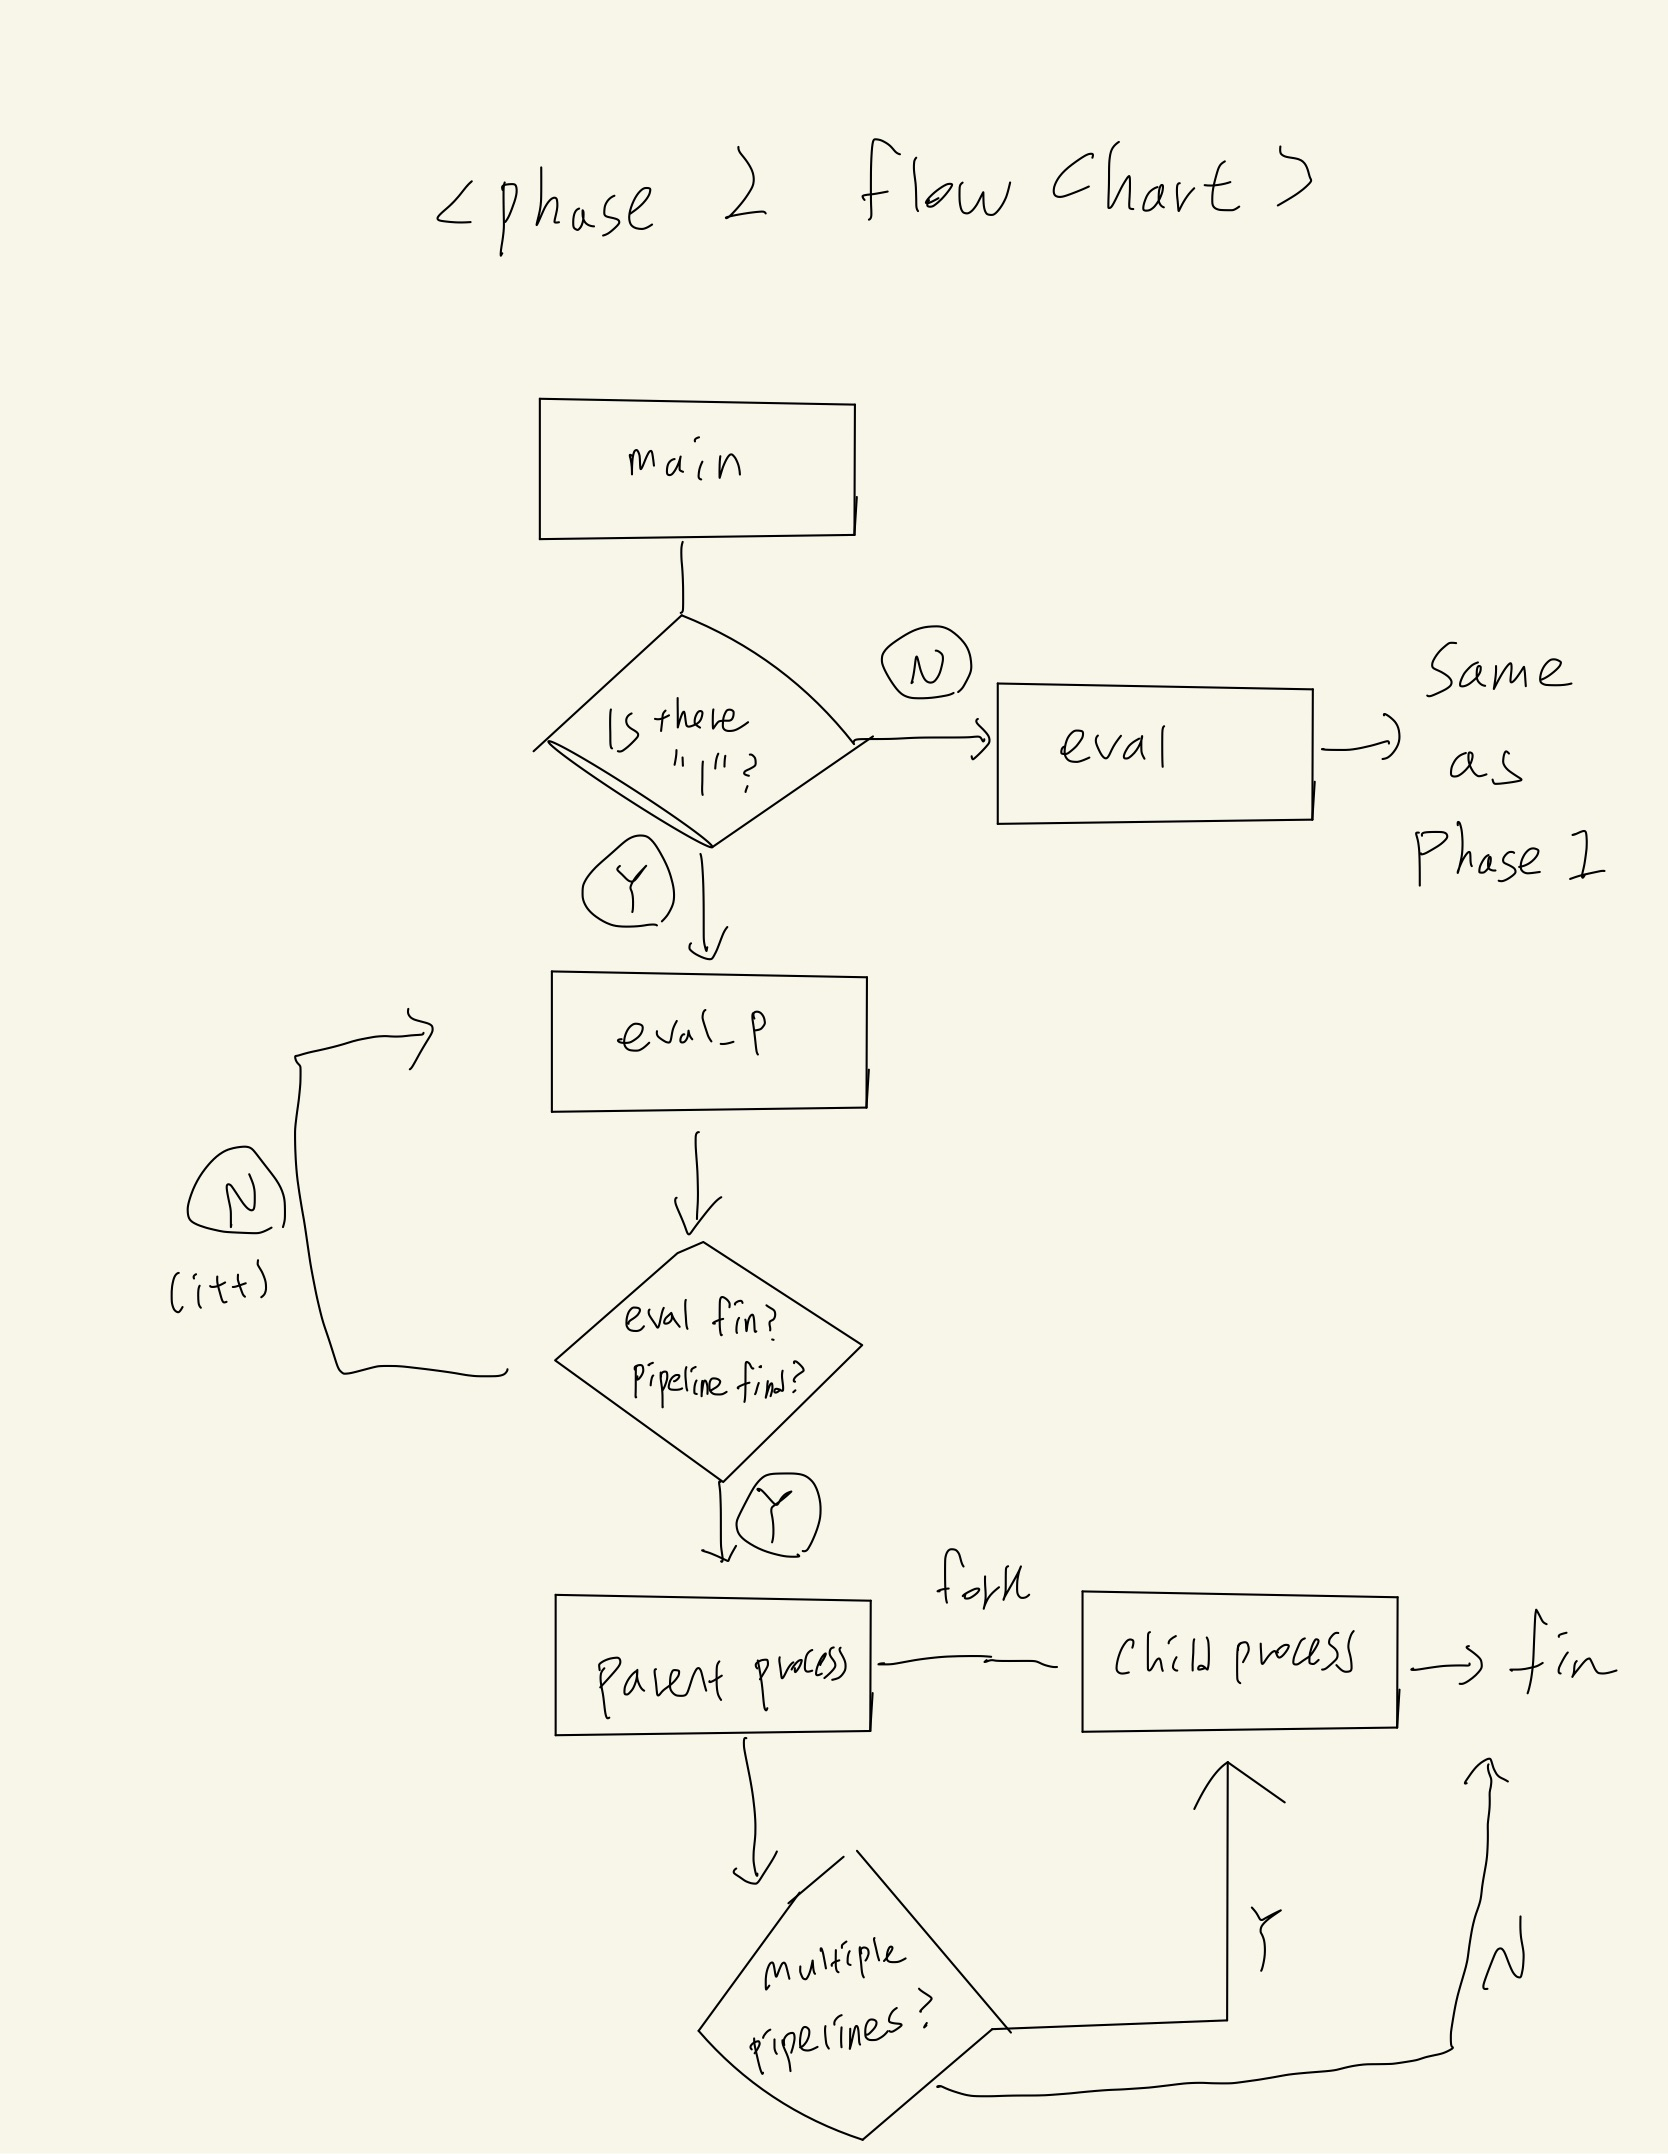 <phase 2 flow chart>
main
Is there
"|"?
N
eval
Same
as
Phase 1
Y
eval_p
N
(i++)
eval fin?
pipeline find?
Y
parent process
fork
child process
fin
multiple
pipelines?
Y
N